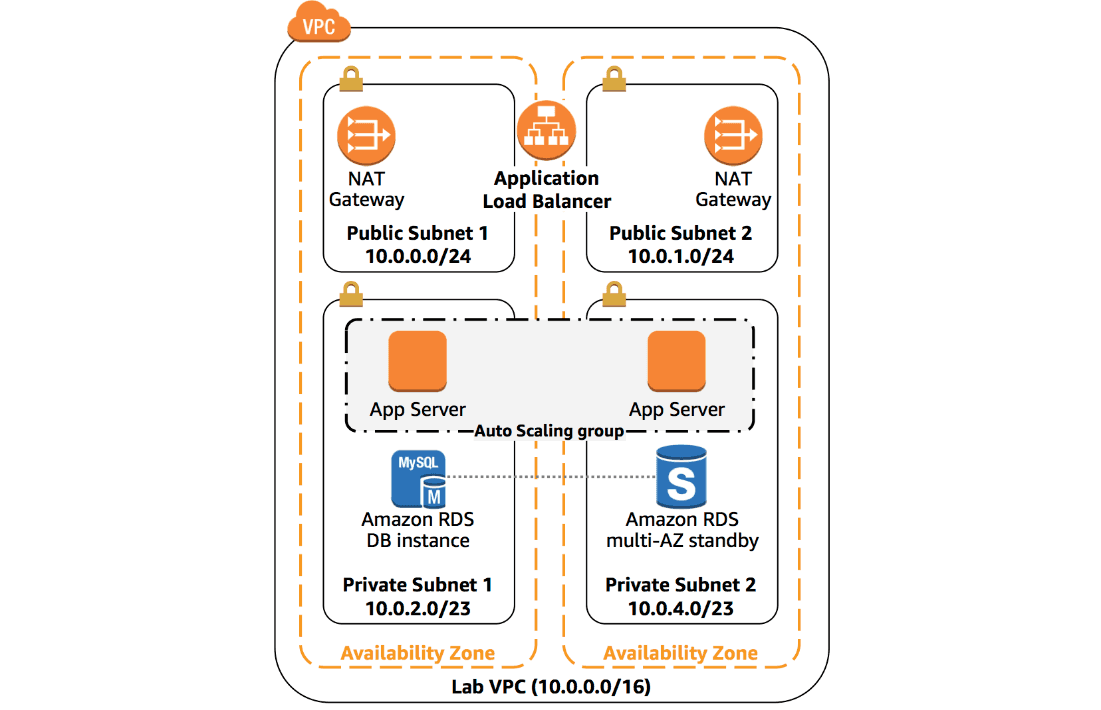 VPC
NAT
Gateway
Public Subnet 1
10.0.0.0/24
Application
Load Balancer
NAT
Gateway
Public Subnet 2
10.0.1.0/24
App Server
App Server
Auto Scaling group
MySQL
M
Amazon RDS
DB instance
S
Amazon RDS
multi-AZ standby
Private Subnet 1
10.0.2.0/23
Private Subnet 2
10.0.4.0/23
Availability Zone
Availability Zone
Lab VPC (10.0.0.0/16)